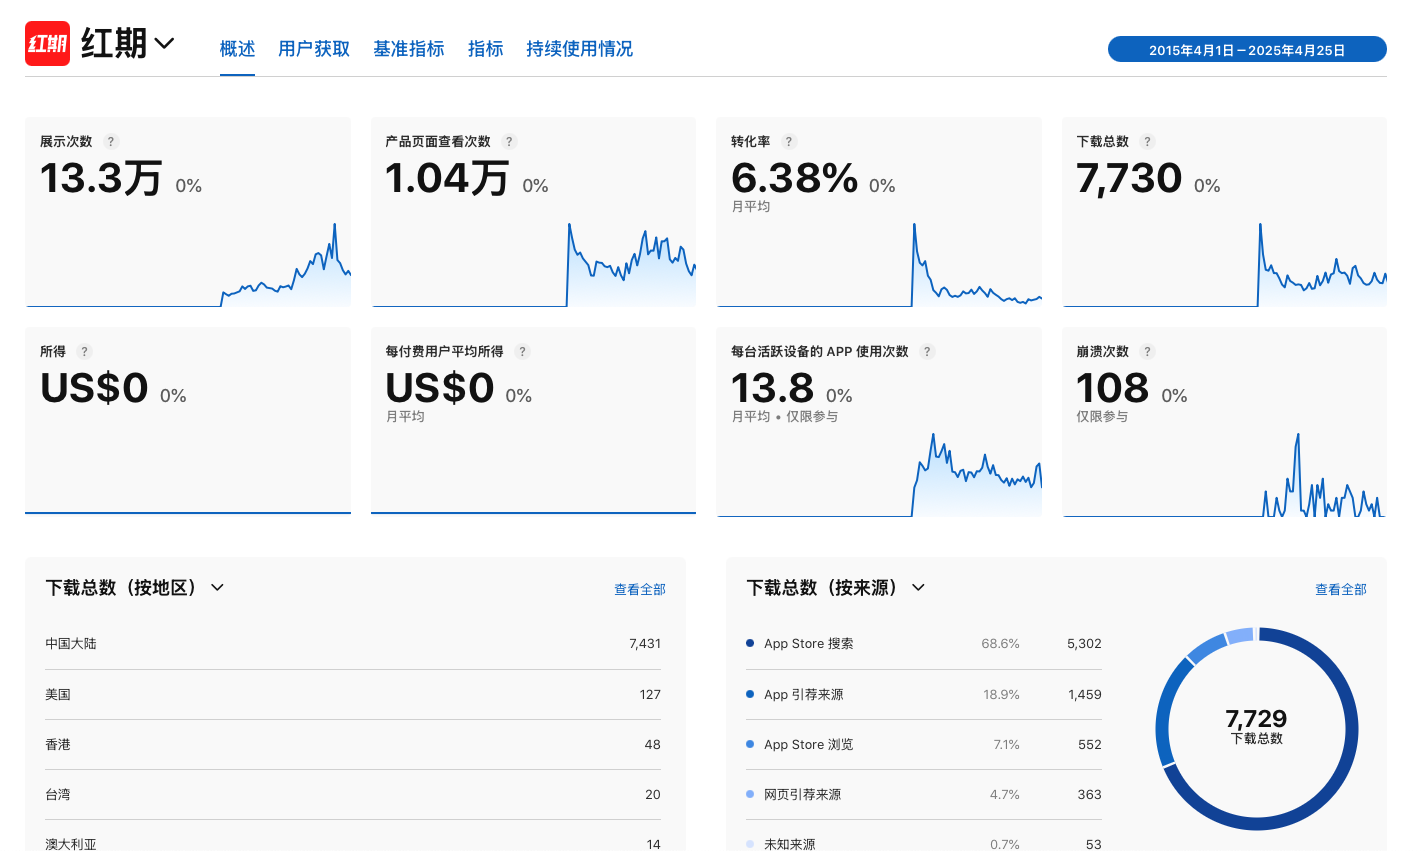 红期 红期
概述 用户获取 基准指标 指标 持续使用情况
2015年4月1日－2025年4月25日
展示次数 ?
13.3万 0%
产品页面查看次数 ?
1.04万 0%
转化率 ?
6.38% 0%
月平均
下载总数 ?
7,730 0%
所得 ?
US$0 0%
每付费用户平均所得 ?
US$0 0%
月平均
每台活跃设备的 APP 使用次数 ?
13.8 0%
月平均 • 仅限参与
崩溃次数 ?
108 0%
仅限参与
下载总数（按地区） 查看全部
中国大陆 7,431
美国 127
香港 48
台湾 20
澳大利亚 14
下载总数（按来源） 查看全部
App Store 搜索 68.6% 5,302
App 引荐来源 18.9% 1,459
App Store 浏览 7.1% 552
网页引荐来源 4.7% 363
未知来源 0.7% 53
7,729
下载总数